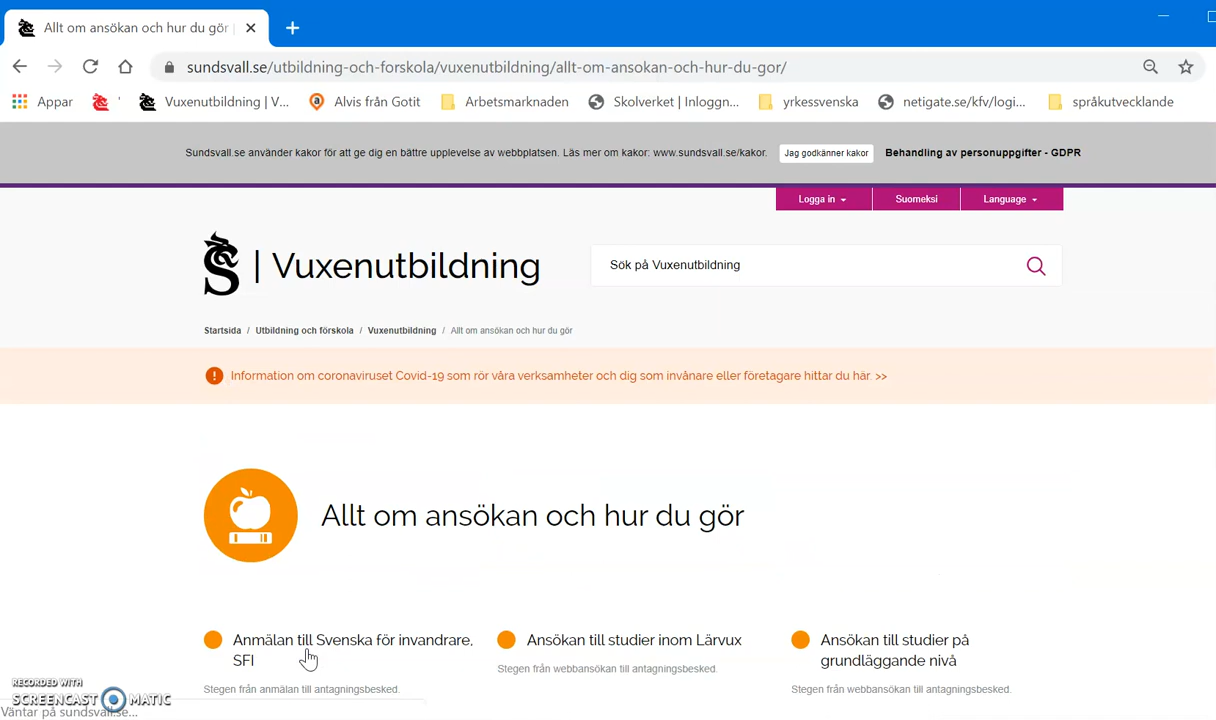 Allt om ansökan och hur du gör
sundsvall.se/utbildning-och-forskola/vuxenutbildning/allt-om-ansokan-och-hur-du-gor/
Appar ' Vuxenutbildning | V... Alvis från Gotit Arbetsmarknaden Skolverket | Inloggn... yrkessvenska netigate.se/kfv/logi... språkutvecklande
Sundsvall.se använder kakor för att ge dig en bättre upplevelse av webbplatsen. Läs mer om kakor: www.sundsvall.se/kakor. Jag godkänner kakor Behandling av personuppgifter - GDPR
Logga in Suomeksi Language
S | Vuxenutbildning
Sök på Vuxenutbildning
Startsida / Utbildning och förskola / Vuxenutbildning / Allt om ansökan och hur du gör
! Information om coronaviruset Covid-19 som rör våra verksamheter och dig som invånare eller företagare hittar du här. >>
Allt om ansökan och hur du gör
Anmälan till Svenska för invandrare,
SFI
Stegen från anmälan till antagningsbesked.
Ansökan till studier inom Lärvux
Stegen från webbansökan till antagningsbesked.
Ansökan till studier på
grundläggande nivå
Stegen från webbansökan till antagningsbesked.
RECORDED WITH
SCREENCAST MATIC
Väntar på sundsvall.se...